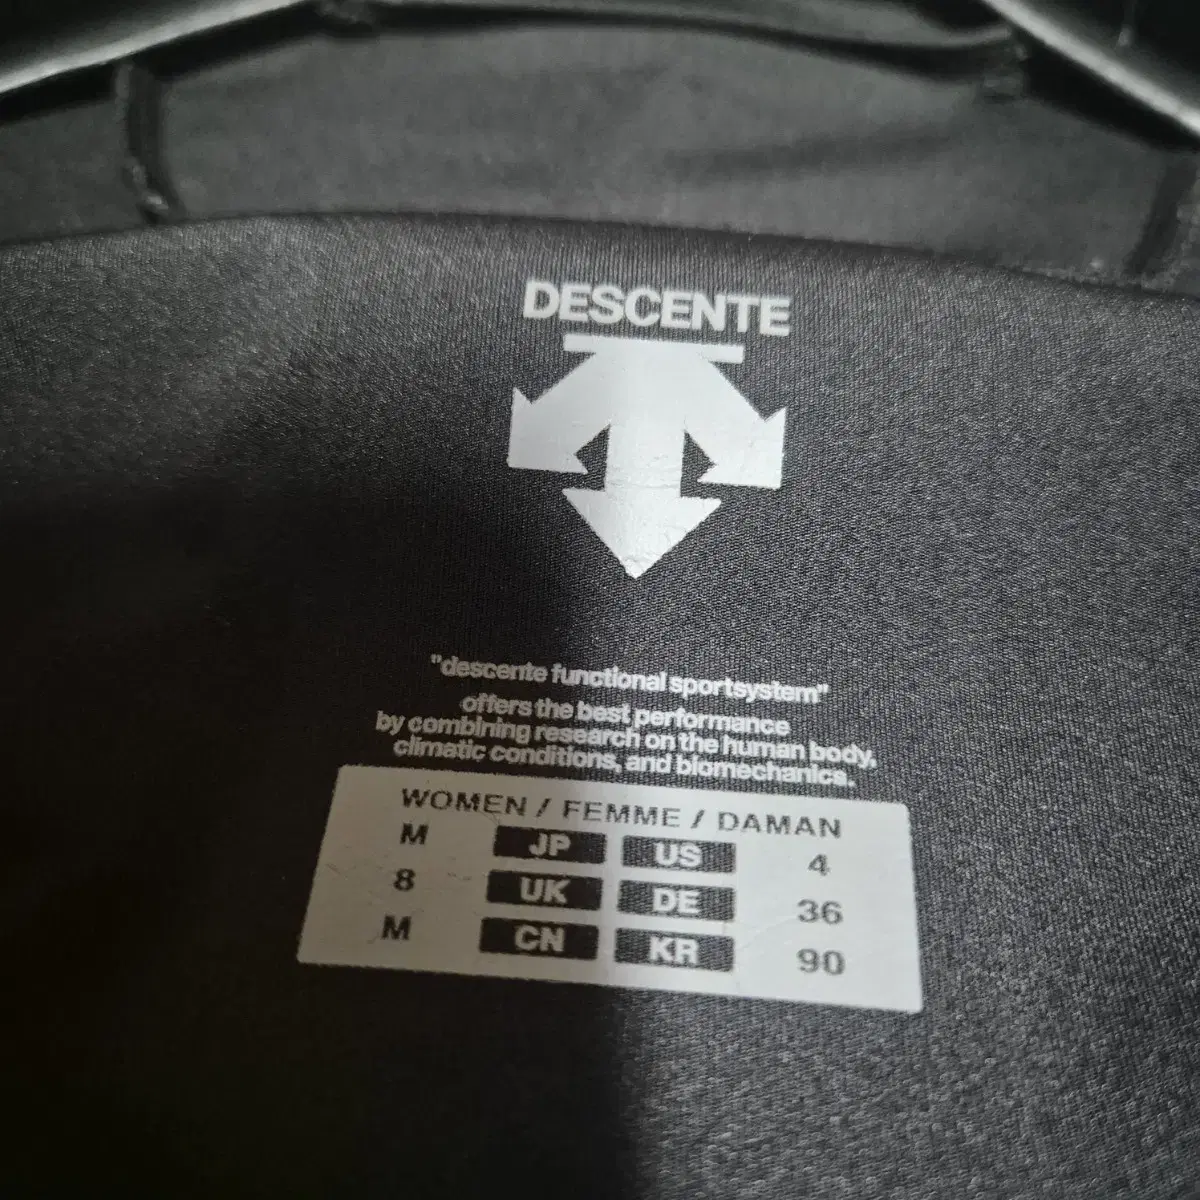 DESCENTE
"descente functional sportsystem"
offers the best performance
by combining research on the human body,
climatic conditions, and biomechanics.
WOMEN / FEMME / DAMAN
M JP US 4
8 UK DE 36
M CN KR 90